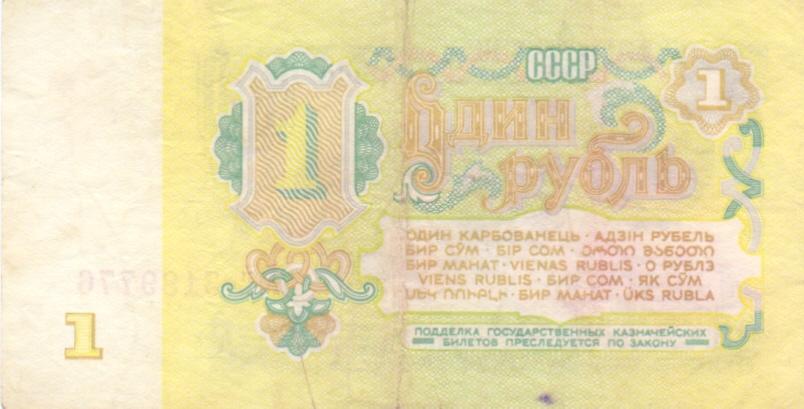 СССР
1
1
Один
рубль
ОДИН КАРБОВАНЕЦЬ · АДЗІН РУБЕЛЬ
БИР СЎМ · БІР СОМ · ᲔᲠᲗᲘ ᲛᲐᲜᲔᲗᲘ
БИР МАНАТ · VIENAS RUBLIS · О РУБЛЭ
VIENS RUBLIS · БИР СОМ · ЯК СЎМ
ՄԵԿ ՌՈՒԲԼԻ · БИР МАНАТ · ÜKS RUBLA
1
ПОДДЕЛКА ГОСУДАРСТВЕННЫХ КАЗНАЧЕЙСКИХ
БИЛЕТОВ ПРЕСЛЕДУЕТСЯ ПО ЗАКОНУ